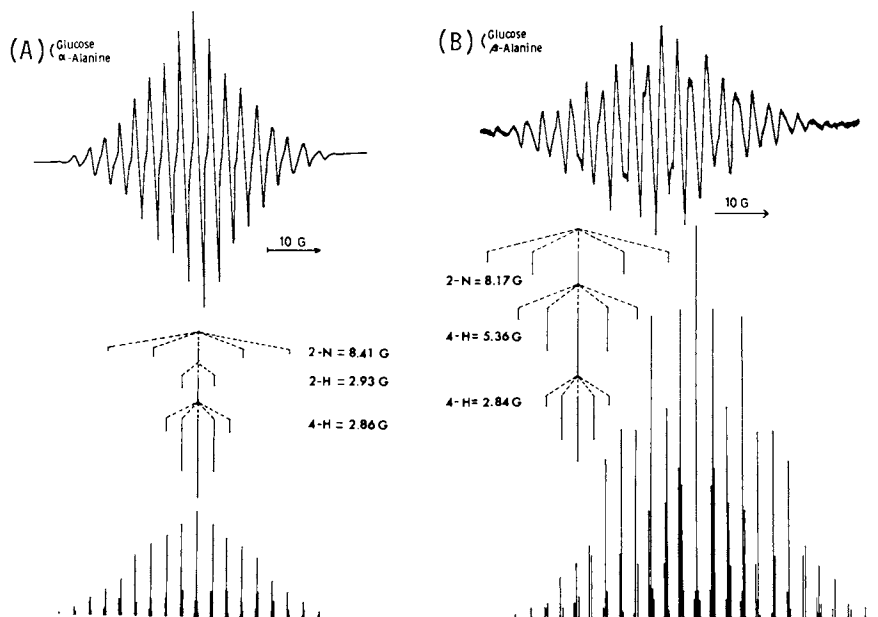 (A) (Glucose
α-Alanine
10 G
2-N = 8.41 G
2-H = 2.93 G
4-H = 2.86 G
(B) (Glucose
β-Alanine
10 G
2-N = 8.17 G
4-H = 5.36 G
4-H = 2.84 G